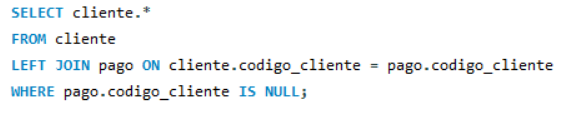 SELECT cliente.*
FROM cliente
LEFT JOIN pago ON cliente.codigo_cliente = pago.codigo_cliente
WHERE pago.codigo_cliente IS NULL;